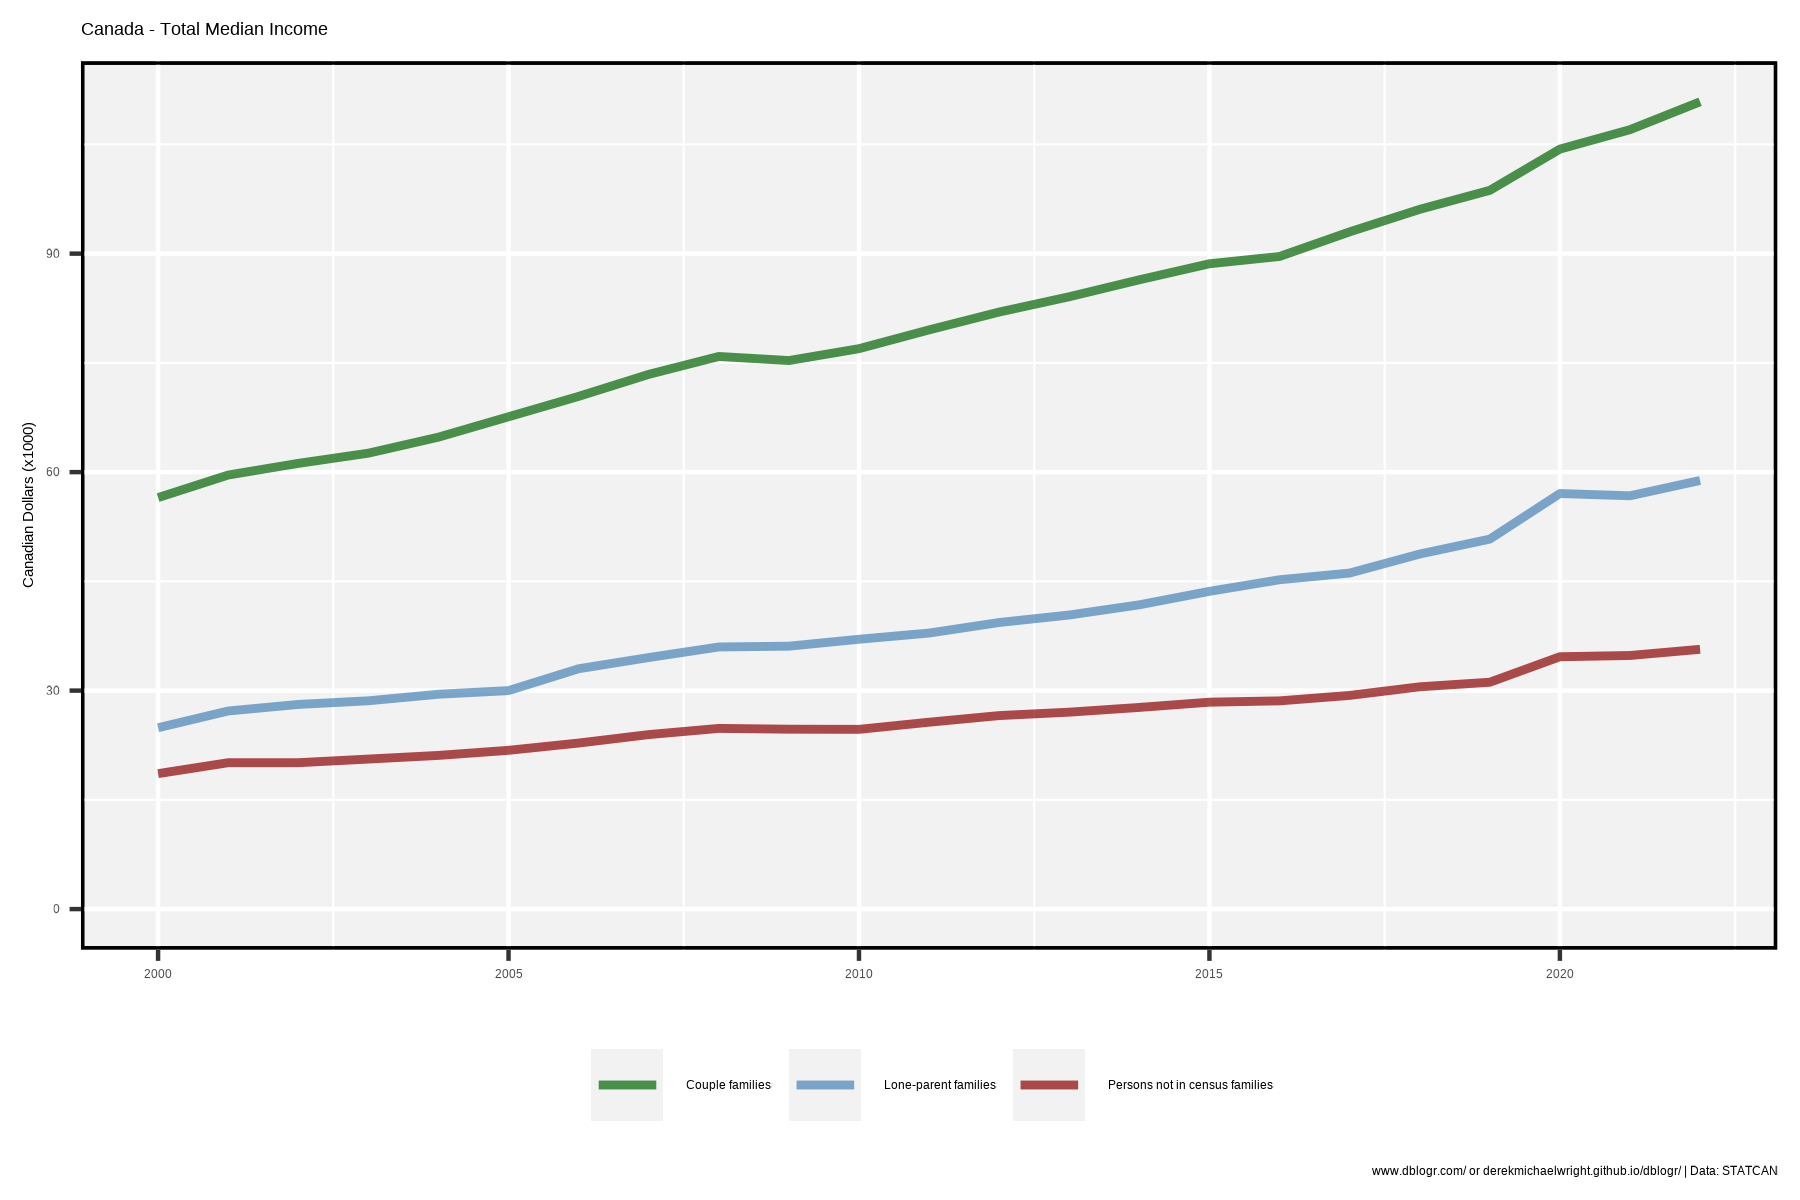 Canada - Total Median Income
Canadian Dollars (x1000)
90
60
30
0
2000 2005 2010 2015 2020
Couple families Lone-parent families Persons not in census families
www.dblogr.com/ or derekmichaelwright.github.io/dblogr/ | Data: STATCAN